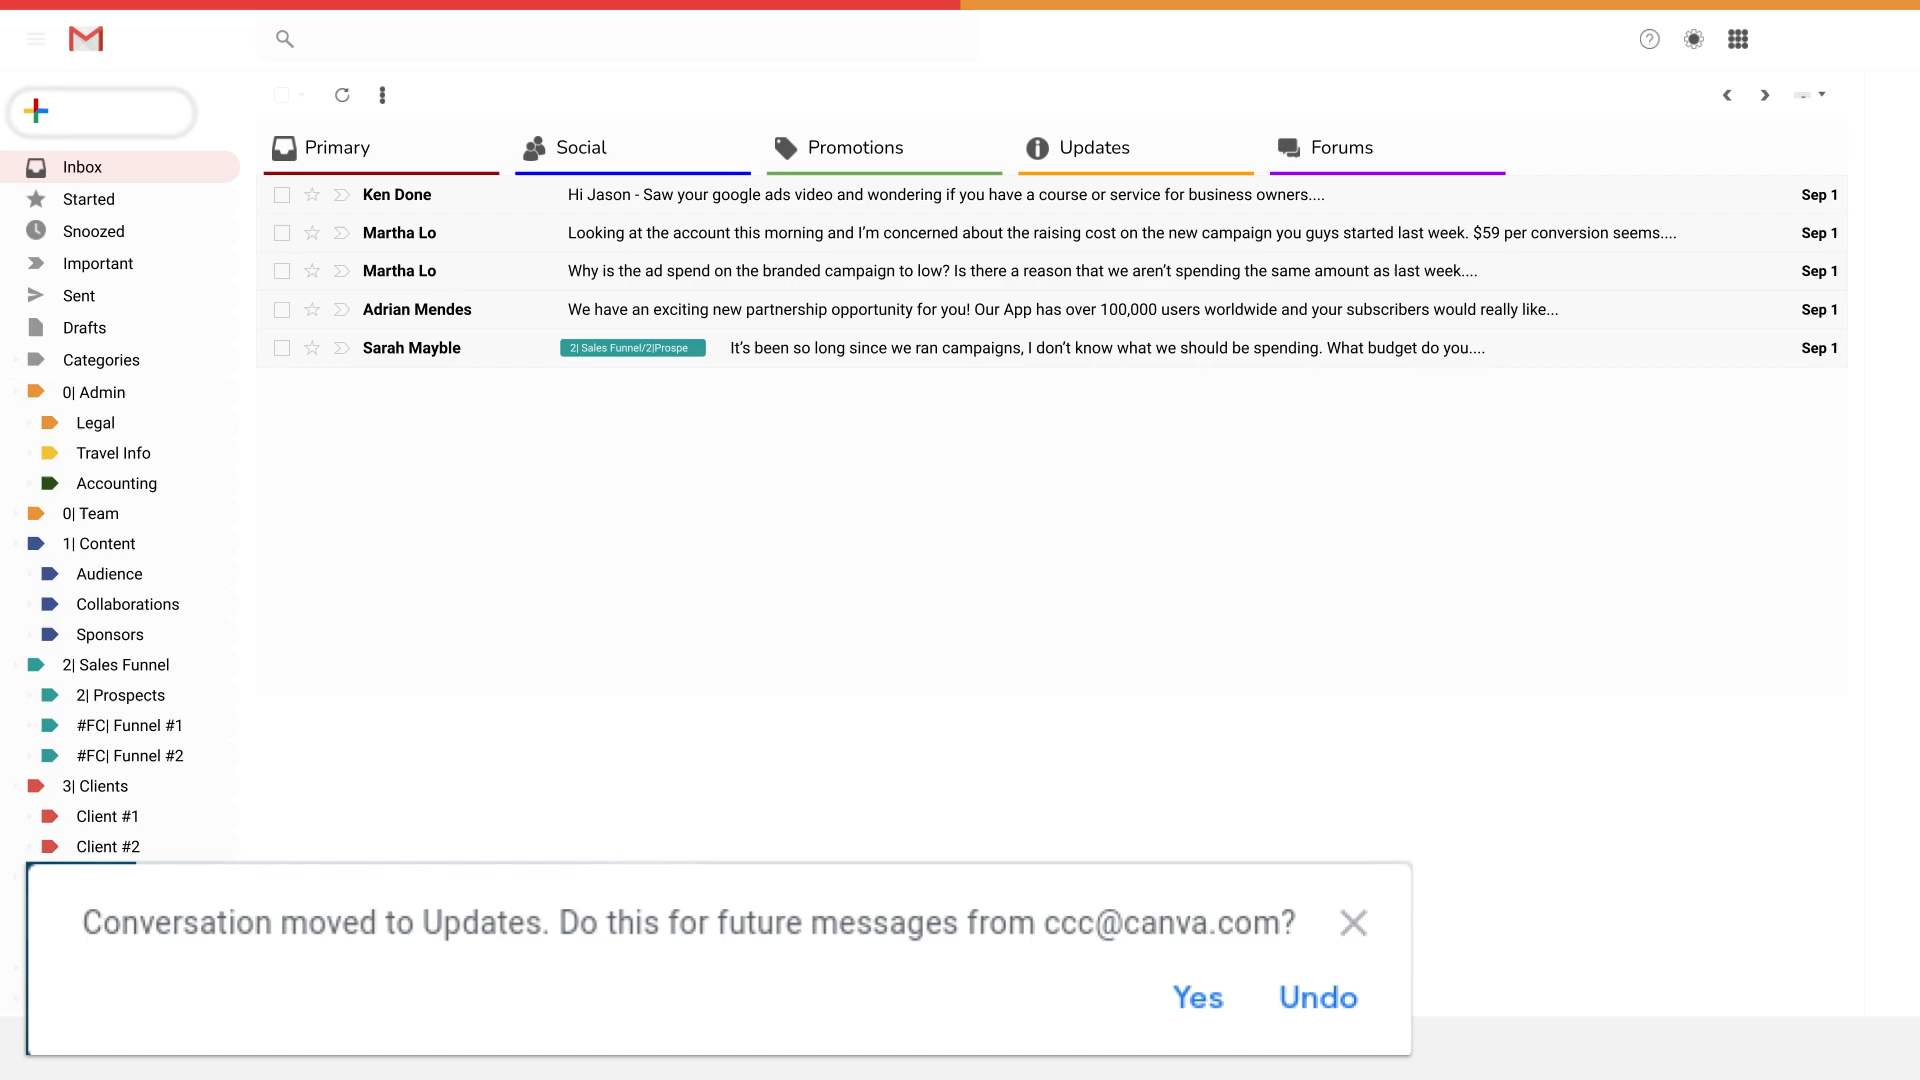 Primary
Social
Promotions
Updates
Forums
Inbox
Started
Snoozed
Important
Sent
Drafts
Categories
0| Admin
Legal
Travel Info
Accounting
0| Team
1| Content
Audience
Collaborations
Sponsors
2| Sales Funnel
2| Prospects
#FC| Funnel #1
#FC| Funnel #2
3| Clients
Client #1
Client #2
Ken Done Hi Jason - Saw your google ads video and wondering if you have a course or service for business owners.... Sep 1
Martha Lo Looking at the account this morning and I’m concerned about the raising cost on the new campaign you guys started last week. $59 per conversion seems.... Sep 1
Martha Lo Why is the ad spend on the branded campaign to low? Is there a reason that we aren’t spending the same amount as last week.... Sep 1
Adrian Mendes We have an exciting new partnership opportunity for you! Our App has over 100,000 users worldwide and your subscribers would really like... Sep 1
Sarah Mayble 2| Sales Funnel/2|Prospe It’s been so long since we ran campaigns, I don’t know what we should be spending. What budget do you.... Sep 1
Conversation moved to Updates. Do this for future messages from ccc@canva.com?
Yes Undo